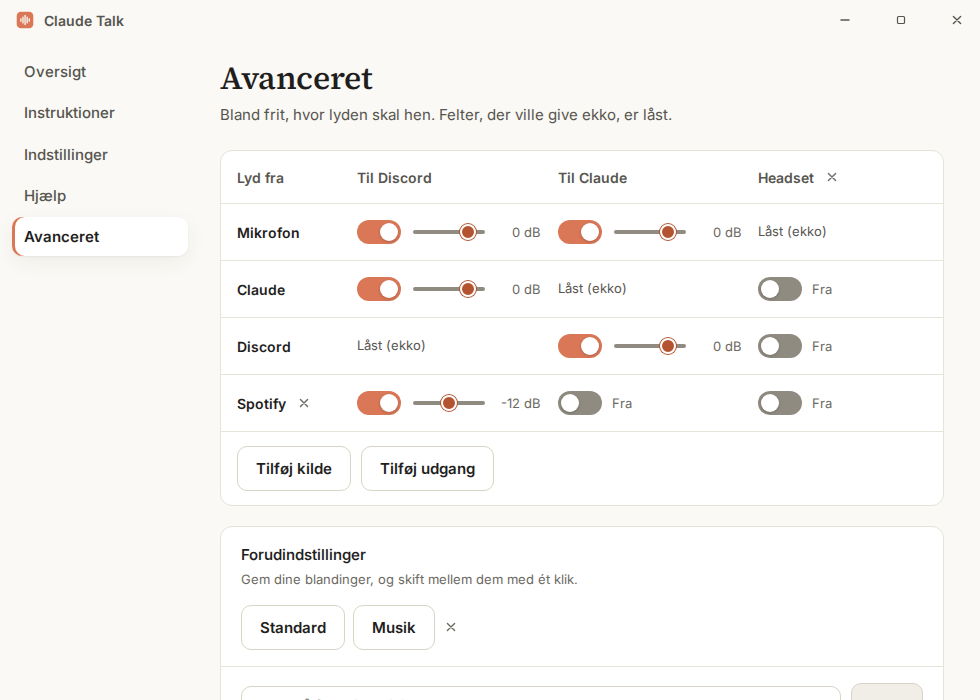 Claude Talk
Oversigt
Instruktioner
Indstillinger
Hjælp
Avanceret
Avanceret
Bland frit, hvor lyden skal hen. Felter, der ville give ekko, er låst.
Lyd fra Til Discord Til Claude Headset
Mikrofon 0 dB 0 dB Låst (ekko)
Claude 0 dB Låst (ekko) Fra
Discord Låst (ekko) 0 dB Fra
Spotify -12 dB Fra Fra
Tilføj kilde Tilføj udgang
Forudindstillinger
Gem dine blandinger, og skift mellem dem med ét klik.
Standard Musik